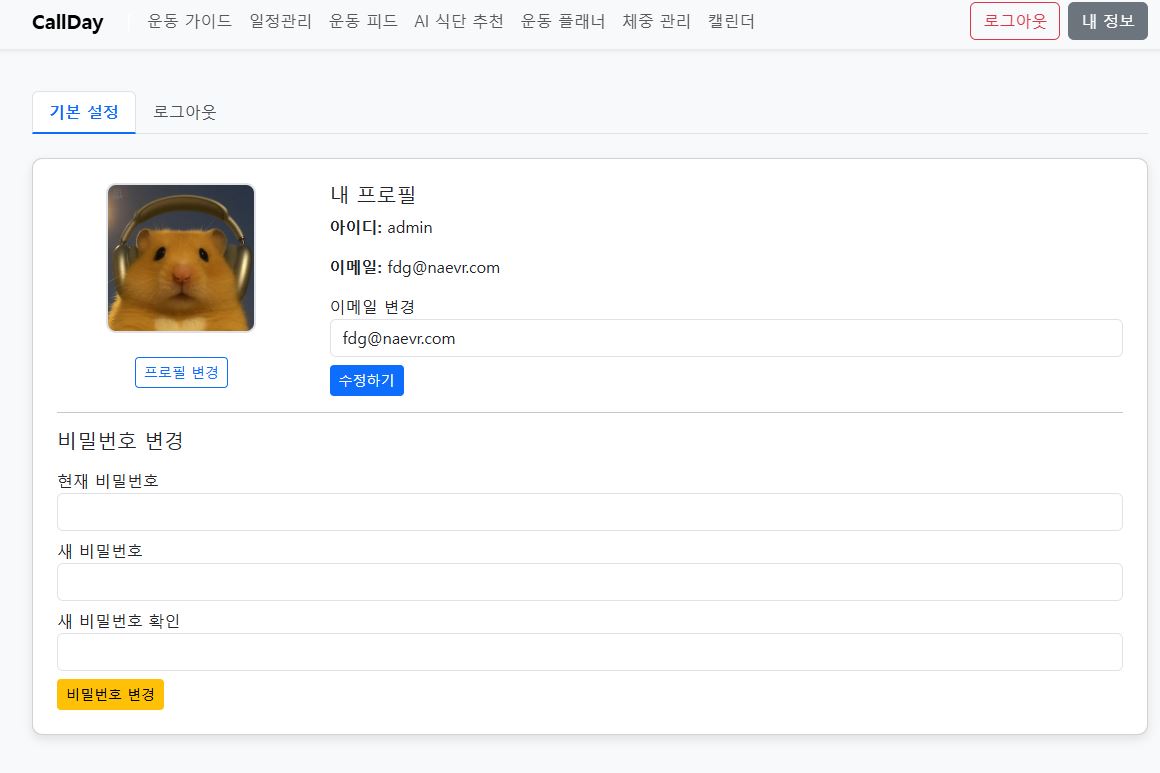 CallDay 운동 가이드 일정관리 운동 피드 AI 식단 추천 운동 플래너 체중 관리 캘린더 로그아웃 내 정보
기본 설정 로그아웃
내 프로필
아이디: admin
이메일: fdg@naevr.com
이메일 변경
fdg@naevr.com
프로필 변경
수정하기
비밀번호 변경
현재 비밀번호
새 비밀번호
새 비밀번호 확인
비밀번호 변경